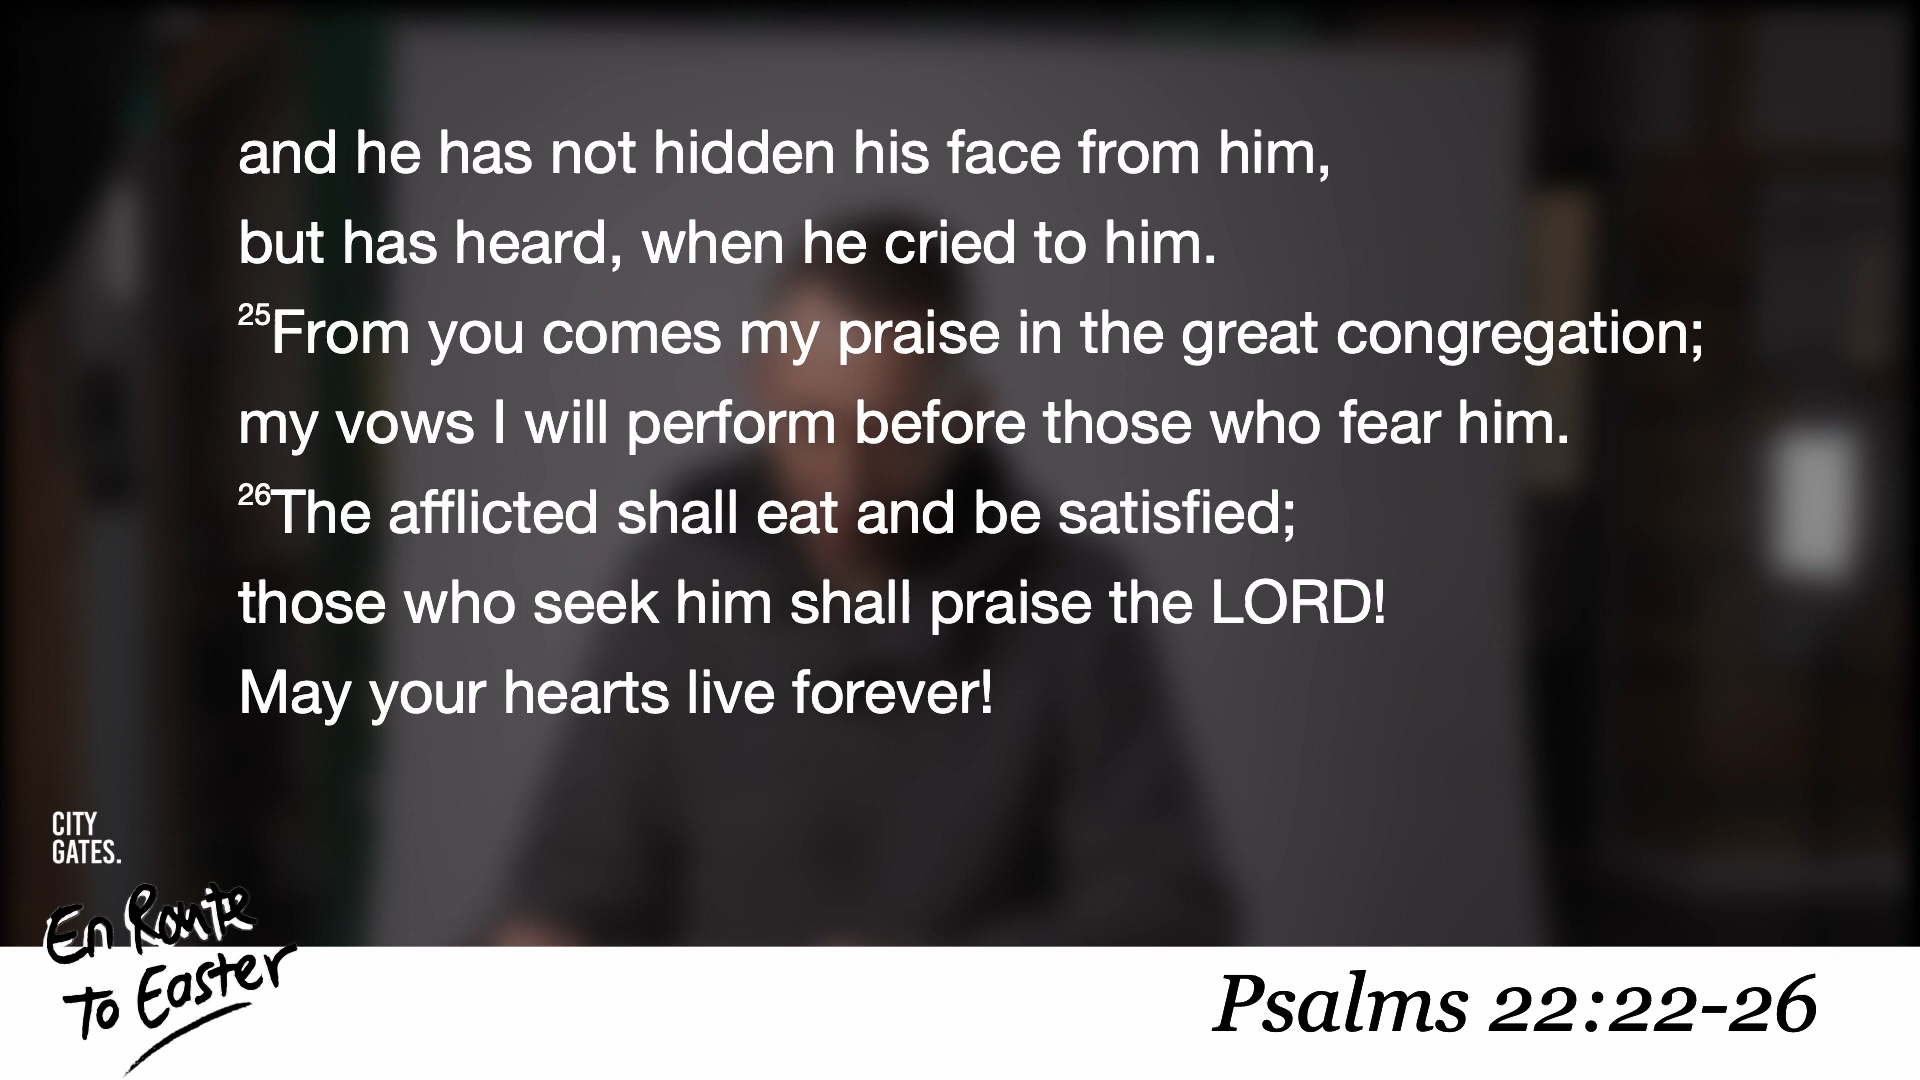 and he has not hidden his face from him,
but has heard, when he cried to him.
25From you comes my praise in the great congregation;
my vows I will perform before those who fear him.
26The afflicted shall eat and be satisfied;
those who seek him shall praise the LORD!
May your hearts live forever!
CITY
GATES.
En Route
To Easter
Psalms 22:22-26